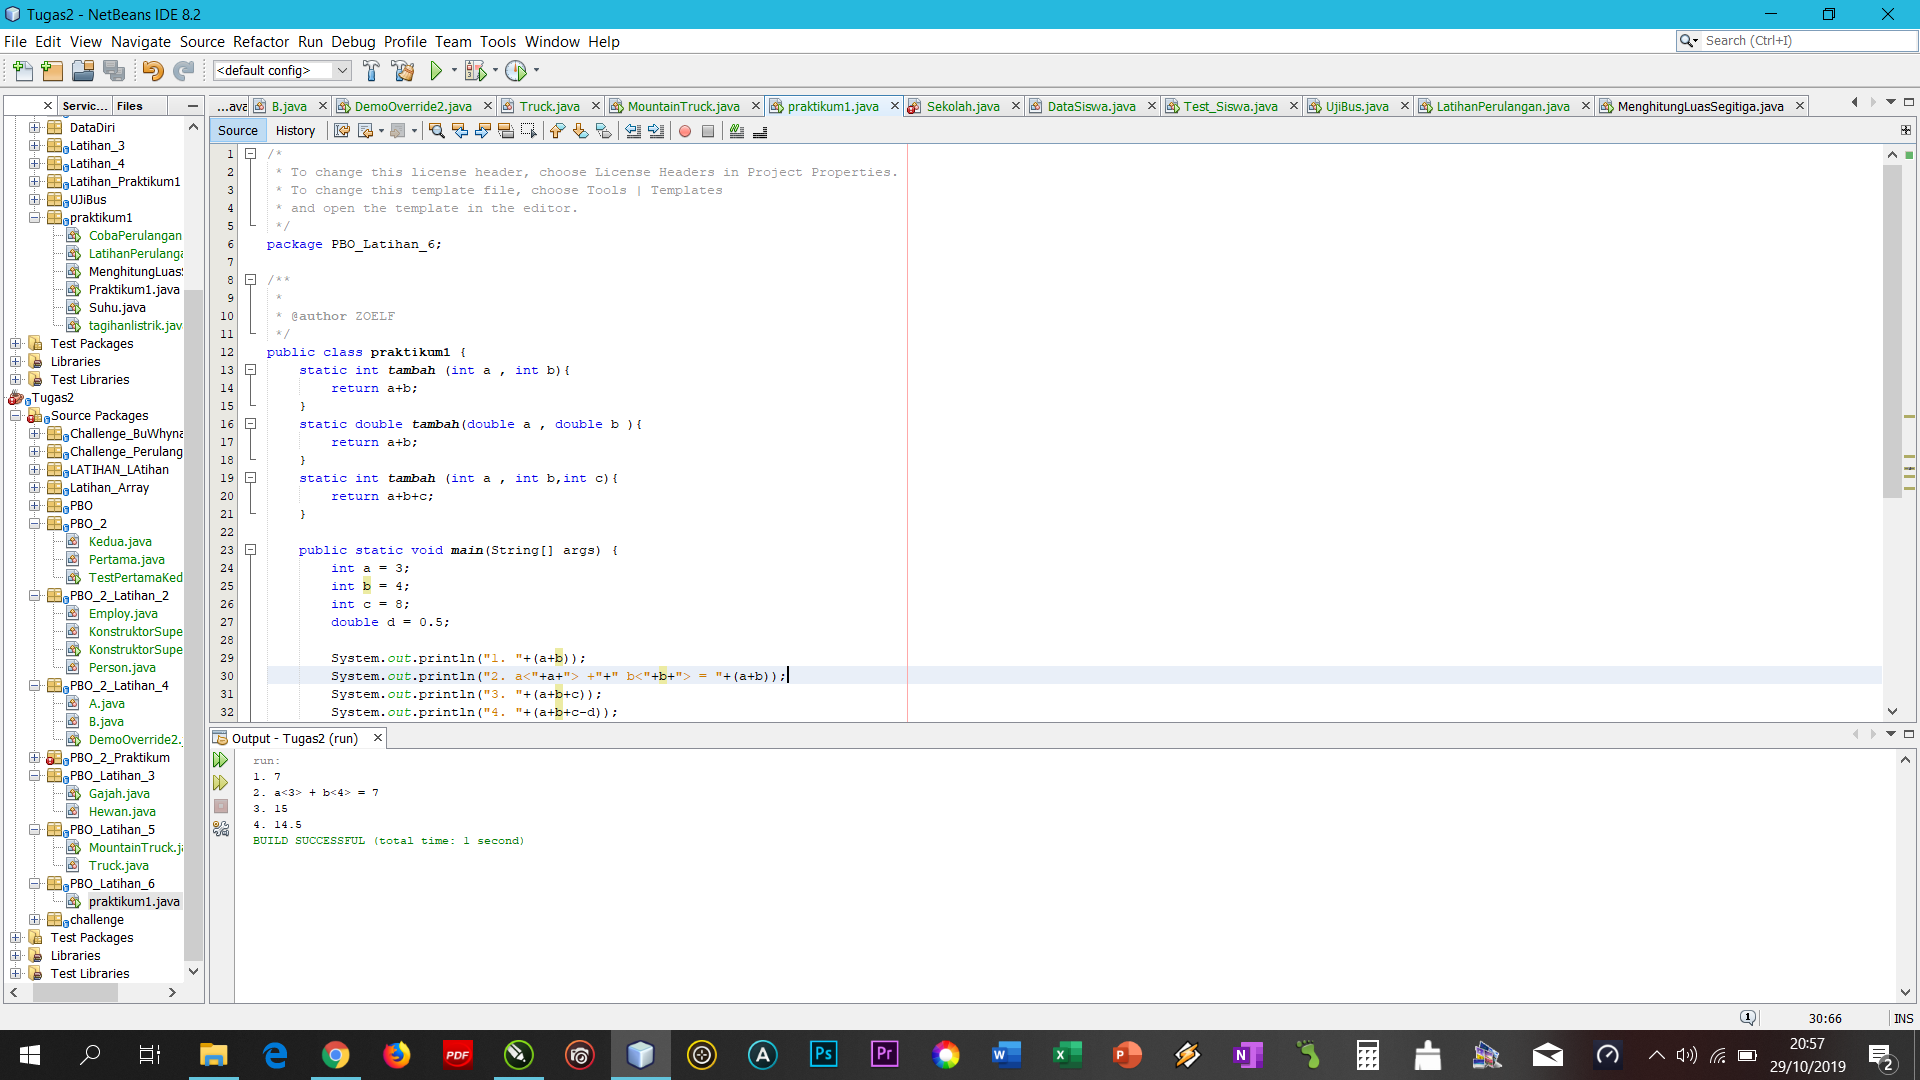 Tugas2 - NetBeans IDE 8.2
File Edit View Navigate Source Refactor Run Debug Profile Team Tools Window Help
Search (Ctrl+I)
<default config>
Servic... Files
...ava B.java DemoOverride2.java Truck.java MountainTruck.java praktikum1.java Sekolah.java DataSiswa.java Test_Siswa.java UjiBus.java LatihanPerulangan.java MenghitungLuasSegitiga.java
Source History
DataDiri
Latihan_3
Latihan_4
Latihan_Praktikum1
UJiBus
praktikum1
CobaPerulangan
LatihanPerulanga
MenghitungLuasS
Praktikum1.java
Suhu.java
tagihanlistrik.java
Test Packages
Libraries
Test Libraries
Tugas2
Source Packages
Challenge_BuWhyna
Challenge_Perulang
LATIHAN_LAtihan
Latihan_Array
PBO
PBO_2
Kedua.java
Pertama.java
TestPertamaKed
PBO_2_Latihan_2
Employ.java
KonstruktorSupe
KonstruktorSupe
Person.java
PBO_2_Latihan_4
A.java
B.java
DemoOverride2.j
PBO_2_Praktikum
PBO_Latihan_3
Gajah.java
Hewan.java
PBO_Latihan_5
MountainTruck.ja
Truck.java
PBO_Latihan_6
praktikum1.java
challenge
Test Packages
Libraries
Test Libraries
1 /*
2  * To change this license header, choose License Headers in Project Properties.
3  * To change this template file, choose Tools | Templates
4  * and open the template in the editor.
5  */
6 package PBO_Latihan_6;
7
8 /**
9  *
10  * @author ZOELF
11  */
12 public class praktikum1 {
13     static int tambah (int a , int b){
14         return a+b;
15     }
16     static double tambah(double a , double b ){
17         return a+b;
18     }
19     static int tambah (int a , int b,int c){
20         return a+b+c;
21     }
22
23     public static void main(String[] args) {
24         int a = 3;
25         int b = 4;
26         int c = 8;
27         double d = 0.5;
28
29         System.out.println("1. "+(a+b));
30         System.out.println("2. a<"+a+"> +"+" b<"+b+"> = "+(a+b));
31         System.out.println("3. "+(a+b+c));
32         System.out.println("4. "+(a+b+c-d));
Output - Tugas2 (run)
run:
1. 7
2. a<3> + b<4> = 7
3. 15
4. 14.5
BUILD SUCCESSFUL (total time: 1 second)
1 30:66 INS
PDF Ps Pr
20:57
29/10/2019
2